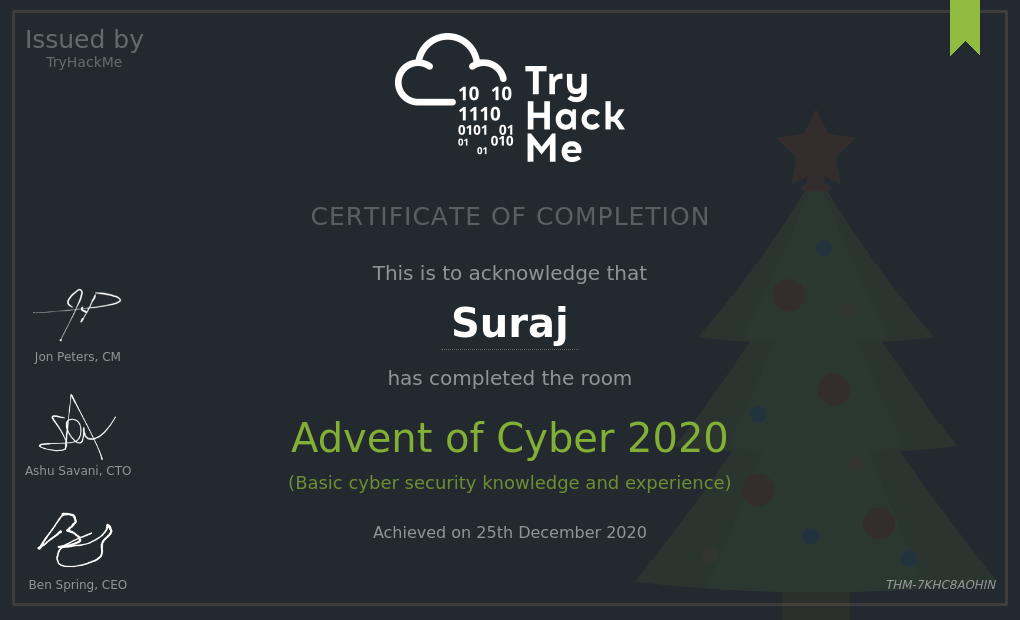 Issued by
TryHackMe
10 10
1110
0101 01
01 010
01
Try
Hack
Me
CERTIFICATE OF COMPLETION
This is to acknowledge that
Suraj
has completed the room
Advent of Cyber 2020
(Basic cyber security knowledge and experience)
Achieved on 25th December 2020
Jon Peters, CM
Ashu Savani, CTO
Ben Spring, CEO
THM-7KHC8AOHIN